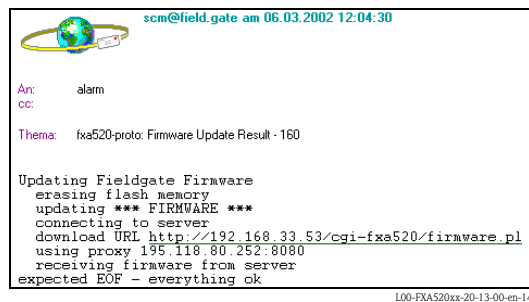 scm@field.gate am 06.03.2002 12:04:30
An: alarm
cc:
Thema: fxa520-proto: Firmware Update Result - 160
Updating Fieldgate Firmware
erasing flash memory
updating *** FIRMWARE ***
connecting to server
download URL http://192.168.33.53/cgi-fxa520/firmware.pl
using proxy 195.118.80.252:8080
receiving firmware from server
expected EOF - everything ok
L00-FXA520xx-20-13-00-en-14